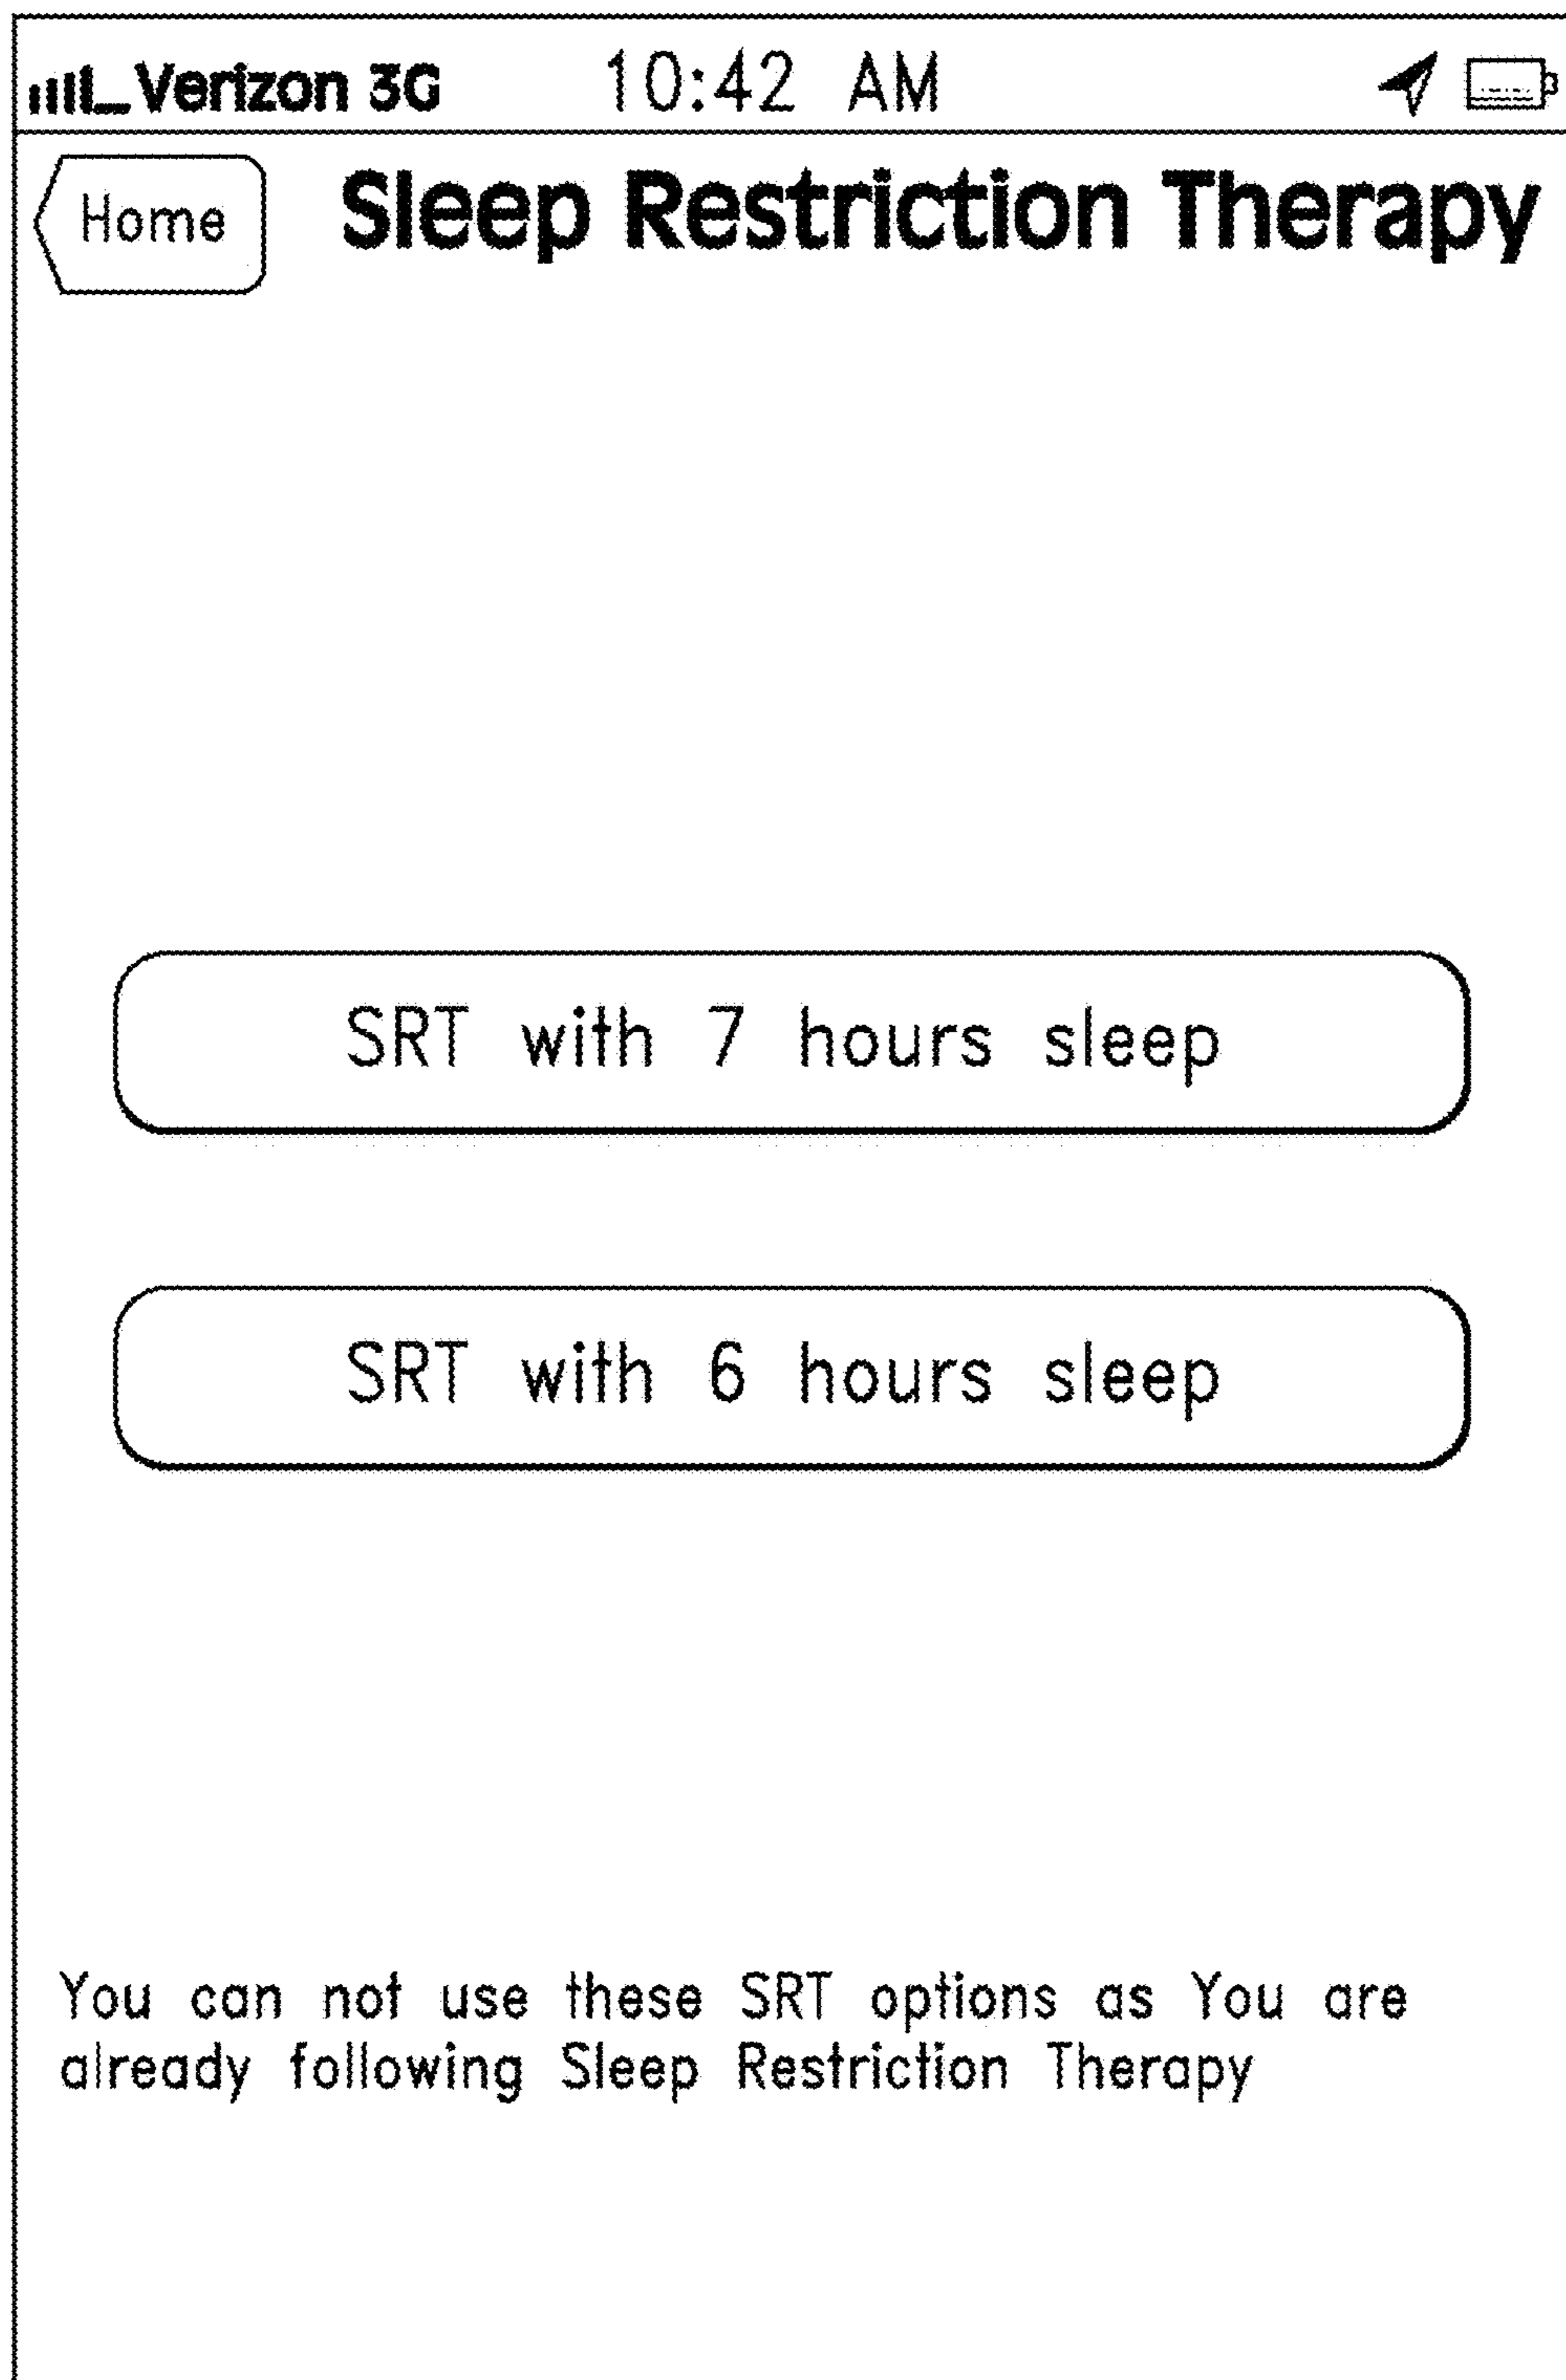 Verizon 3G 10:42 AM
Home Sleep Restriction Therapy
SRT with 7 hours sleep
SRT with 6 hours sleep
You can not use these SRT options as You are
already following Sleep Restriction Therapy